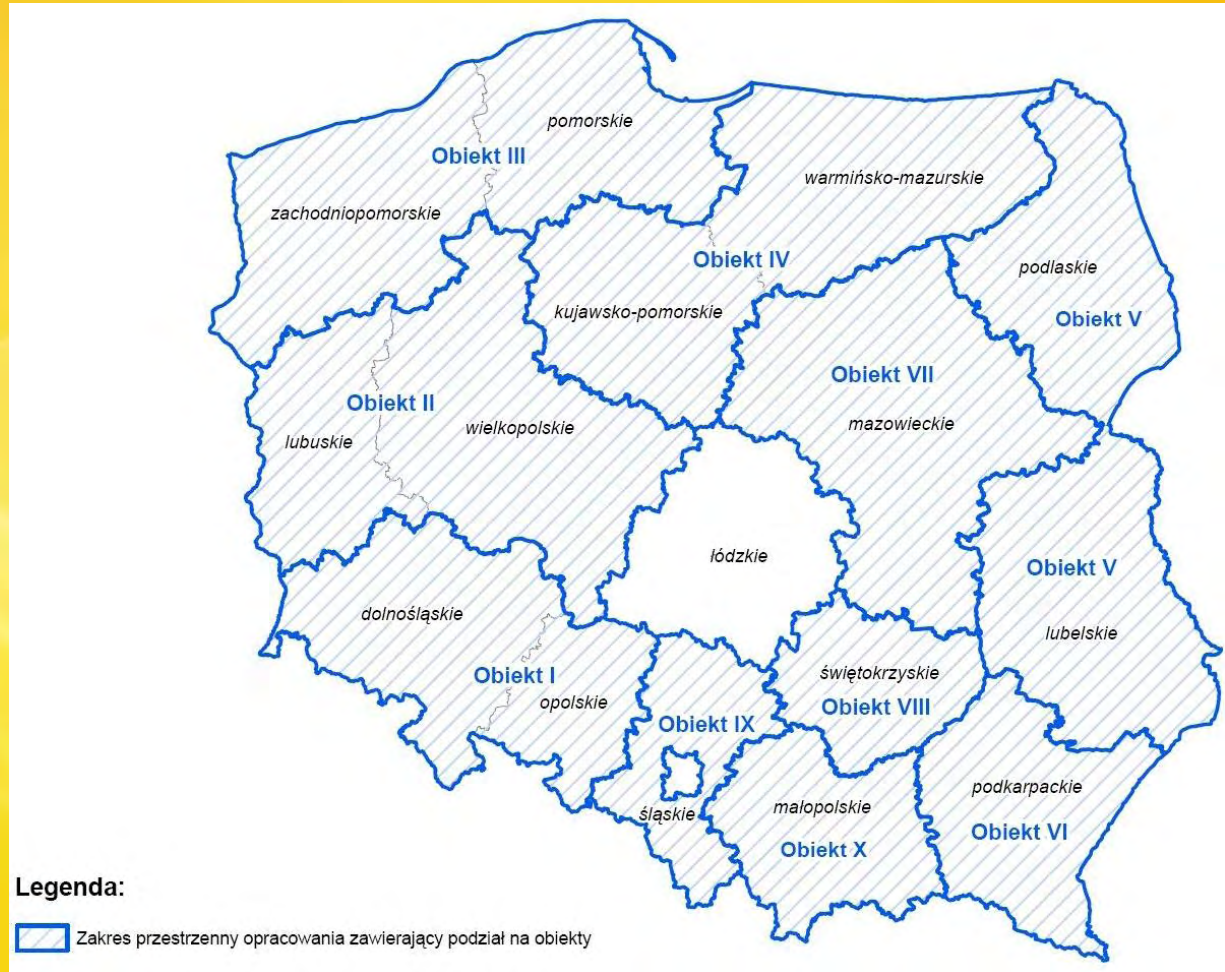 pomorskie
Obiekt III
warmińsko-mazurskie
zachodniopomorskie
Obiekt IV
podlaskie
kujawsko-pomorskie
Obiekt V
Obiekt VII
Obiekt II
mazowieckie
wielkopolskie
lubuskie
łódzkie
Obiekt V
dolnośląskie
lubelskie
Obiekt I
świętokrzyskie
opolskie
Obiekt VIII
Obiekt IX
podkarpackie
małopolskie
śląskie
Obiekt VI
Obiekt X
Legenda:
Zakres przestrzenny opracowania zawierający podział na obiekty